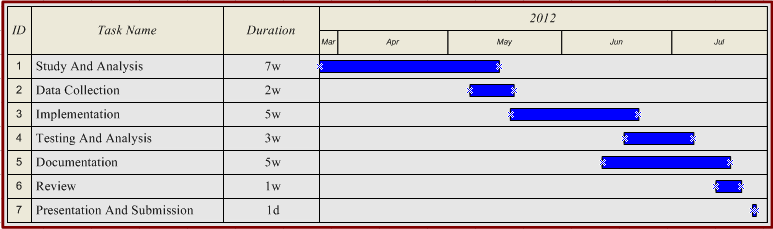 ID Task Name Duration 2012
Mar Apr May Jun Jul
1 Study And Analysis 7w
2 Data Collection 2w
3 Implementation 5w
4 Testing And Analysis 3w
5 Documentation 5w
6 Review 1w
7 Presentation And Submission 1d